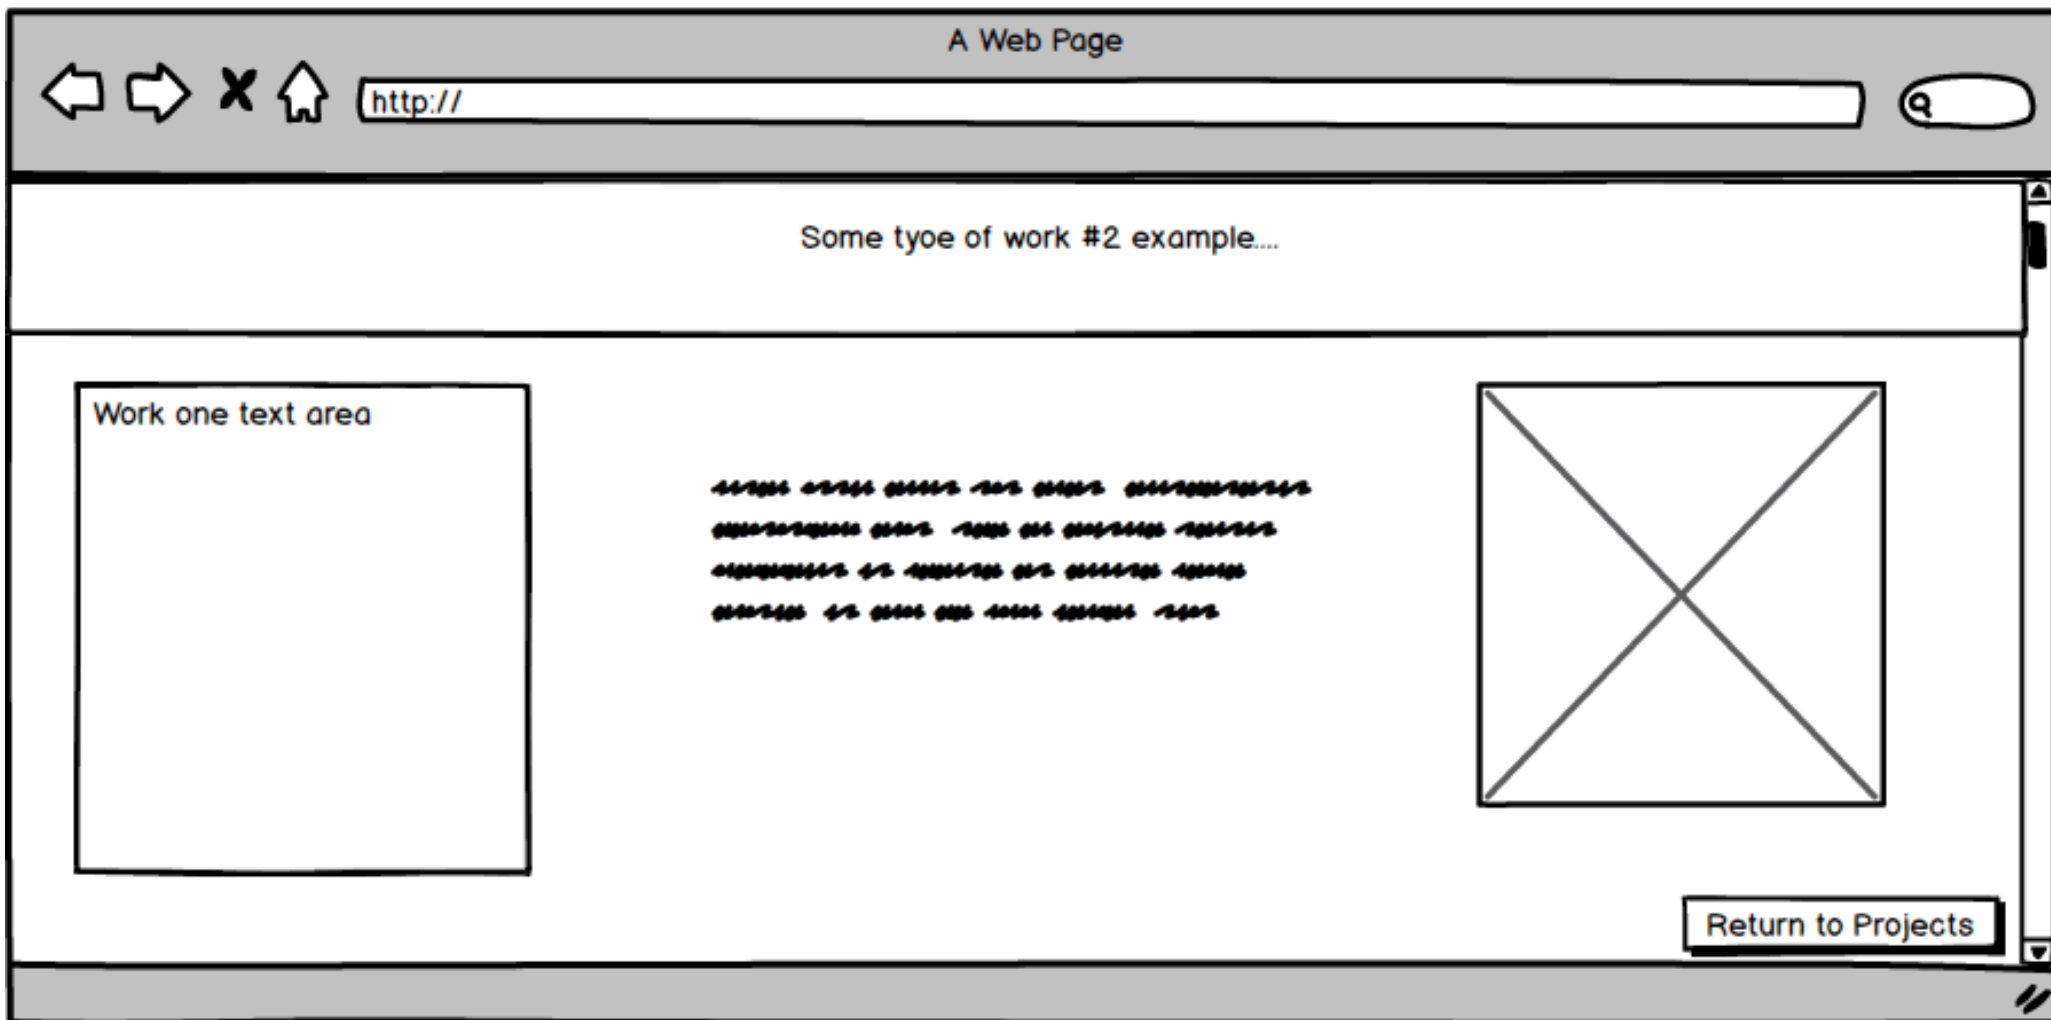 A Web Page
http://
Some tyoe of work #2 example....
Work one text area
Return to Projects